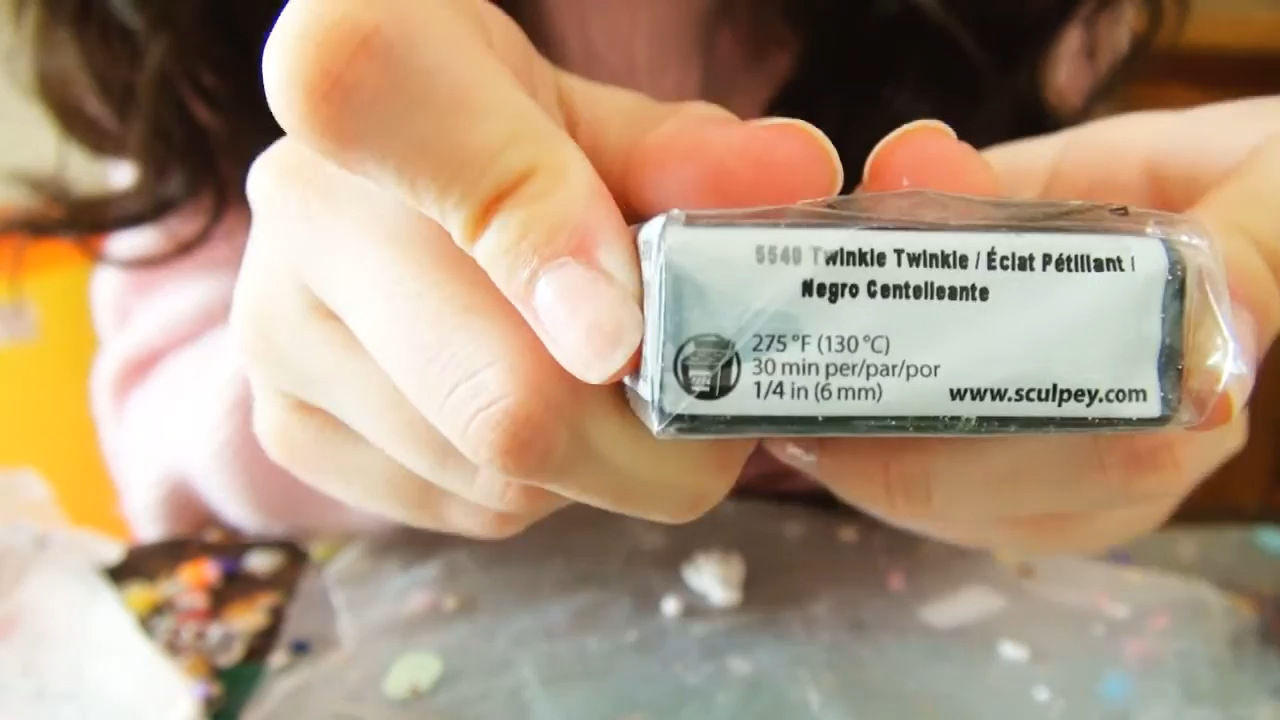 5540 Twinkle Twinkle / Éclat Pétillant /
Negro Centelleante
275 °F (130 °C)
30 min per/par/por
1/4 in (6 mm)
www.sculpey.com